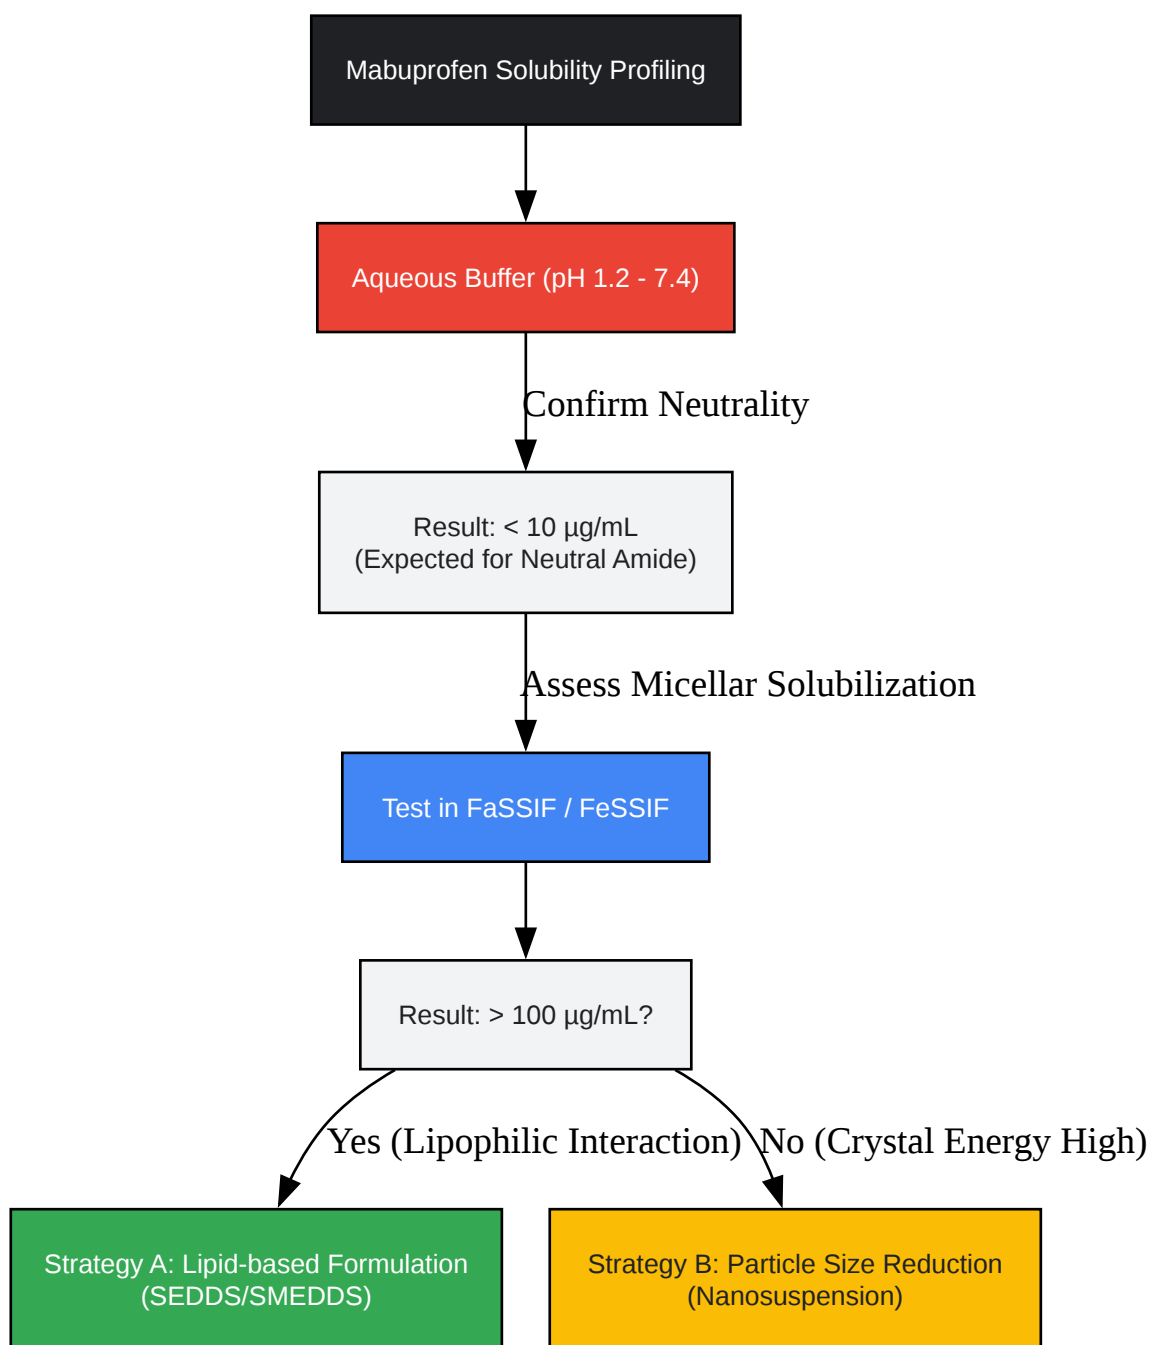 Mabuprofen Solubility Profiling
Aqueous Buffer (pH 1.2 - 7.4)
Confirm Neutrality
Result: < 10 µg/mL
(Expected for Neutral Amide)
Assess Micellar Solubilization
Test in FaSSIF / FeSSIF
Result: > 100 µg/mL?
Yes (Lipophilic Interaction)
No (Crystal Energy High)
Strategy A: Lipid-based Formulation
(SEDDS/SMEDDS)
Strategy B: Particle Size Reduction
(Nanosuspension)